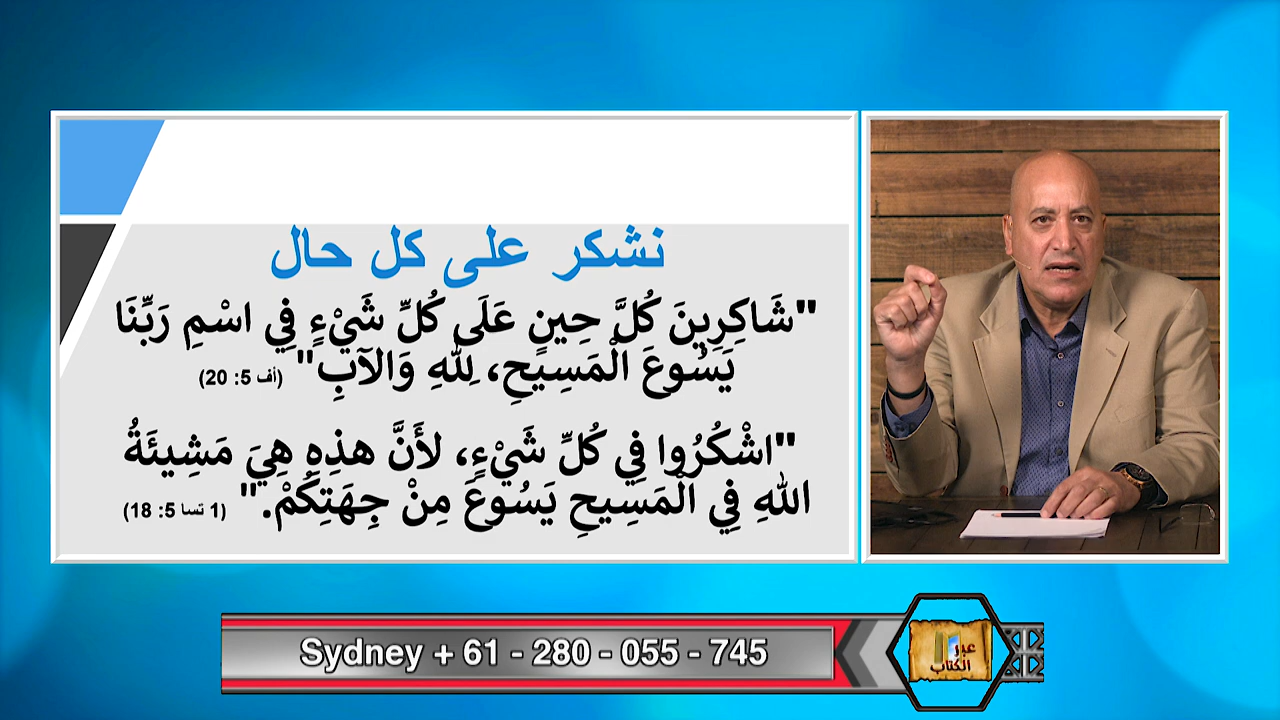 نشكر على كل حال
"شَاكِرِينَ كُلَّ حِينٍ عَلَى كُلِّ شَيْءٍ فِي اسْمِ رَبِّنَا
يَسُوعَ الْمَسِيحِ، لِلهِ وَالآبِ" (أف 5: 20)
"اشْكُرُوا فِي كُلِّ شَيْءٍ، لأَنَّ هذِهِ هِيَ مَشِيئَةُ
اللهِ فِي الْمَسِيحِ يَسُوعَ مِنْ جِهَتِكُمْ." (1 تسا 5: 18)
Sydney + 61 - 280 - 055 - 745
عبر
الكتاب